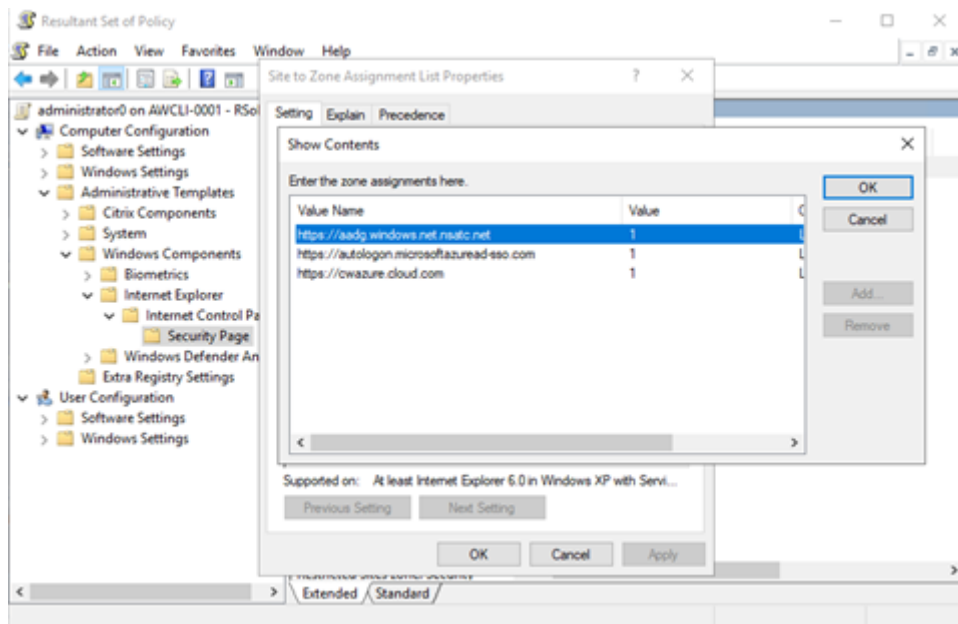 Resultant Set of Policy
File Action View Favorites Window Help
Site to Zone Assignment List Properties
administrator0 on AWCLI-0001 - RSoP
Computer Configuration
Software Settings
Windows Settings
Administrative Templates
Citrix Components
System
Windows Components
Biometrics
Internet Explorer
Internet Control Pa
Security Page
Windows Defender An
Extra Registry Settings
User Configuration
Software Settings
Windows Settings
Setting Explain Precedence
Show Contents
Enter the zone assignments here.
Value Name Value
https://aadg.windows.net.nsatc.net 1
https://autologon.microsoftazuread-sso.com 1
https://cwazure.cloud.com 1
OK
Cancel
Add...
Remove
Supported on: At least Internet Explorer 6.0 in Windows XP with Servi...
Previous Setting Next Setting
OK Cancel Apply
Extended Standard